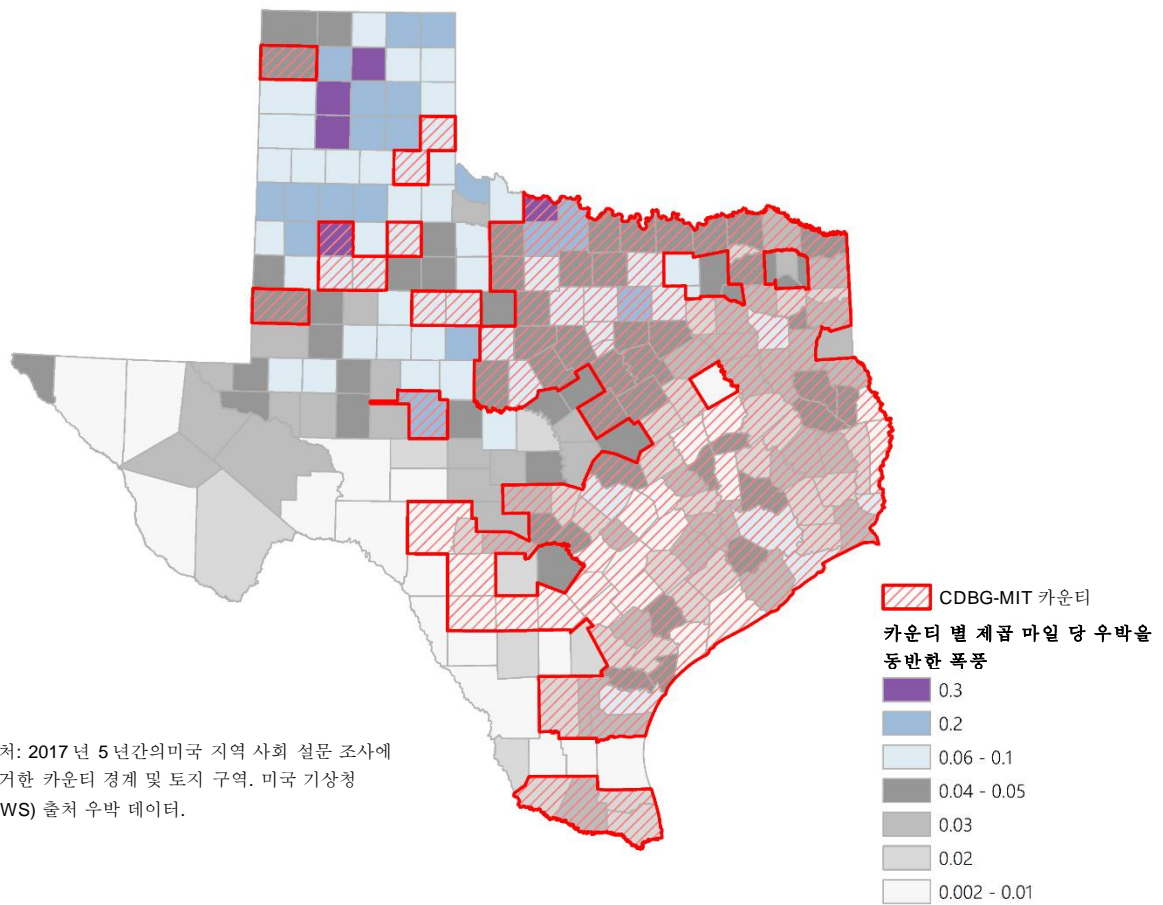 CDBG-MIT 카운티
카운티 별 제곱 마일 당 우박을
동반한 폭풍
0.3
0.2
0.06 - 0.1
0.04 - 0.05
0.03
0.02
0.002 - 0.01
처: 2017 년 5 년간의미국 지역 사회 설문 조사에
거한 카운티 경계 및 토지 구역. 미국 기상청
WS) 출처 우박 데이터.